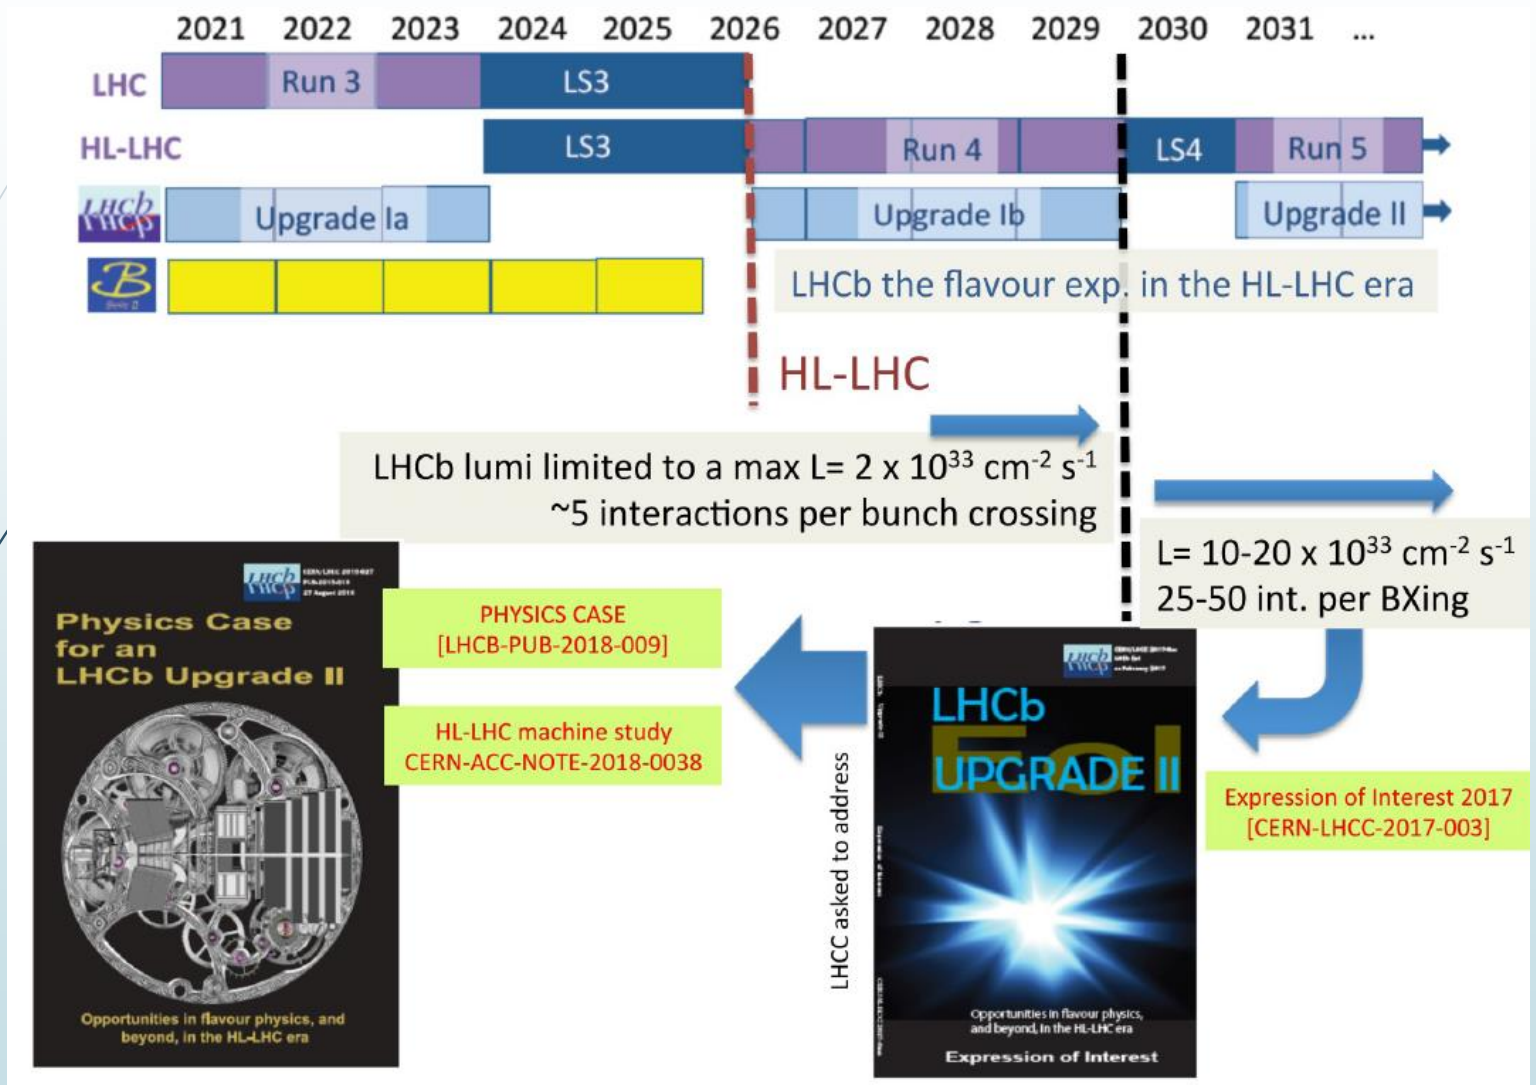 2021 2022 2023 2024 2025 2026 2027 2028 2029 2030 2031 ...
LHC Run 3 LS3
HL-LHC LS3 Run 4 LS4 Run 5
LHCb Upgrade Ia Upgrade Ib Upgrade II
B
LHCb the flavour exp. in the HL-LHC era
HL-LHC
LHCb lumi limited to a max L= 2 x 10³³ cm⁻² s⁻¹
~5 interactions per bunch crossing
L= 10-20 x 10³³ cm⁻² s⁻¹
25-50 int. per BXing
LHCb
Physics Case
for an
LHCb Upgrade II
Opportunities in flavour physics, and
beyond, in the HL-LHC era
PHYSICS CASE
[LHCB-PUB-2018-009]
HL-LHC machine study
CERN-ACC-NOTE-2018-0038
LHCC asked to address
LHCb
LHCb
EoI
UPGRADE II
Opportunities in flavour physics,
and beyond, in the HL-LHC era
Expression of Interest
Expression of Interest 2017
[CERN-LHCC-2017-003]